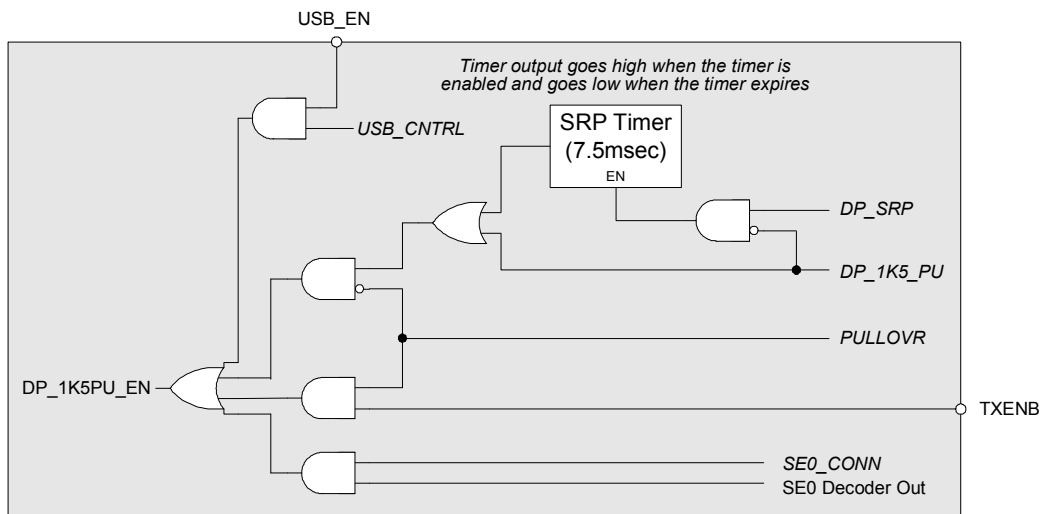 USB_EN
Timer output goes high when the timer is
enabled and goes low when the timer expires
USB_CNTRL
SRP Timer
(7.5msec)
EN
DP_SRP
DP_1K5_PU
PULLOVR
DP_1K5PU_EN
TXENB
SE0_CONN
SE0 Decoder Out